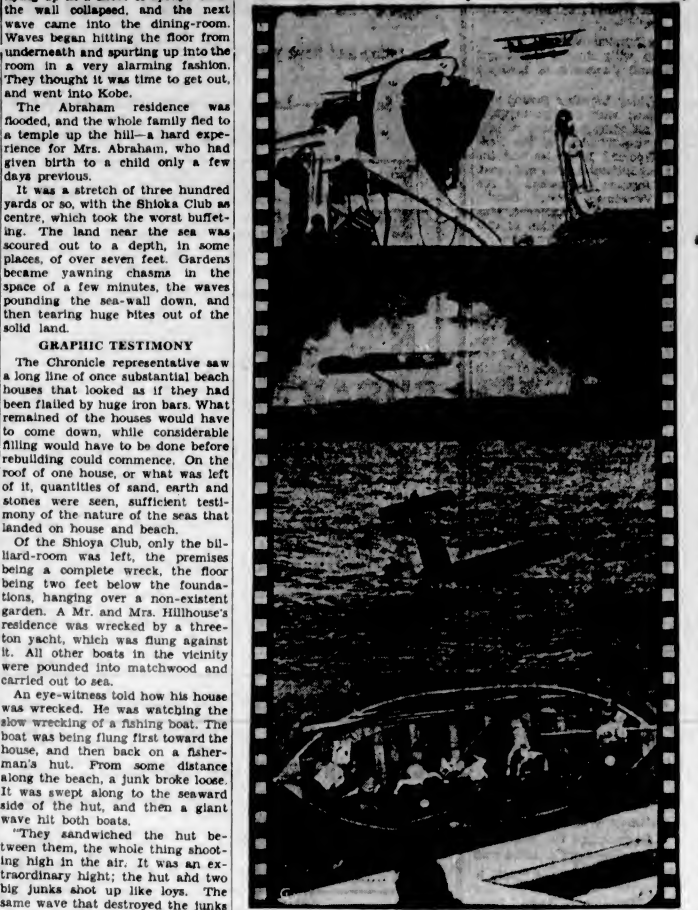 the wall collapsed, and the next
wave came into the dining-room.
Waves began hitting the floor from
underneath and spurting up into the
room in a very alarming fashion.
They thought it was time to get out,
and went into Kobe.
The Abraham residence was
flooded, and the whole family fled to
a temple up the hill—a hard expe-
rience for Mrs. Abraham, who had
given birth to a child only a few
days previous.
It was a stretch of three hundred
yards or so, with the Shioka Club as
centre, which took the worst buffet-
ing. The land near the sea was
scoured out to a depth, in some
places, of over seven feet. Gardens
became yawning chasms in the
space of a few minutes, the waves
pounding the sea-wall down, and
then tearing huge bites out of the
solid land.
GRAPHIC TESTIMONY
The Chronicle representative saw
a long line of once substantial beach
houses that looked as if they had
been flailed by huge iron bars. What
remained of the houses would have
to come down, while considerable
filling would have to be done before
rebuilding could commence. On the
roof of one house, or what was left
of it, quantities of sand, earth and
stones were seen, sufficient testi-
mony of the nature of the seas that
landed on house and beach.
Of the Shioya Club, only the bil-
liard-room was left, the premises
being a complete wreck, the floor
being two feet below the founda-
tions, hanging over a non-existent
garden. A Mr. and Mrs. Hillhouse's
residence was wrecked by a three-
ton yacht, which was flung against
it. All other boats in the vicinity
were pounded into matchwood and
carried out to sea.
An eye-witness told how his house
was wrecked. He was watching the
slow wrecking of a fishing boat. The
boat was being flung first toward the
house, and then back on a fisher-
man's hut. From some distance
along the beach, a junk broke loose.
It was swept along to the seaward
side of the hut, and then a giant
wave hit both boats.
"They sandwiched the hut be-
tween them, the whole thing shoot-
ing high in the air. It was an ex-
traordinary hight; the hut and two
big junks shot up like loys. The
same wave that destroyed the junks